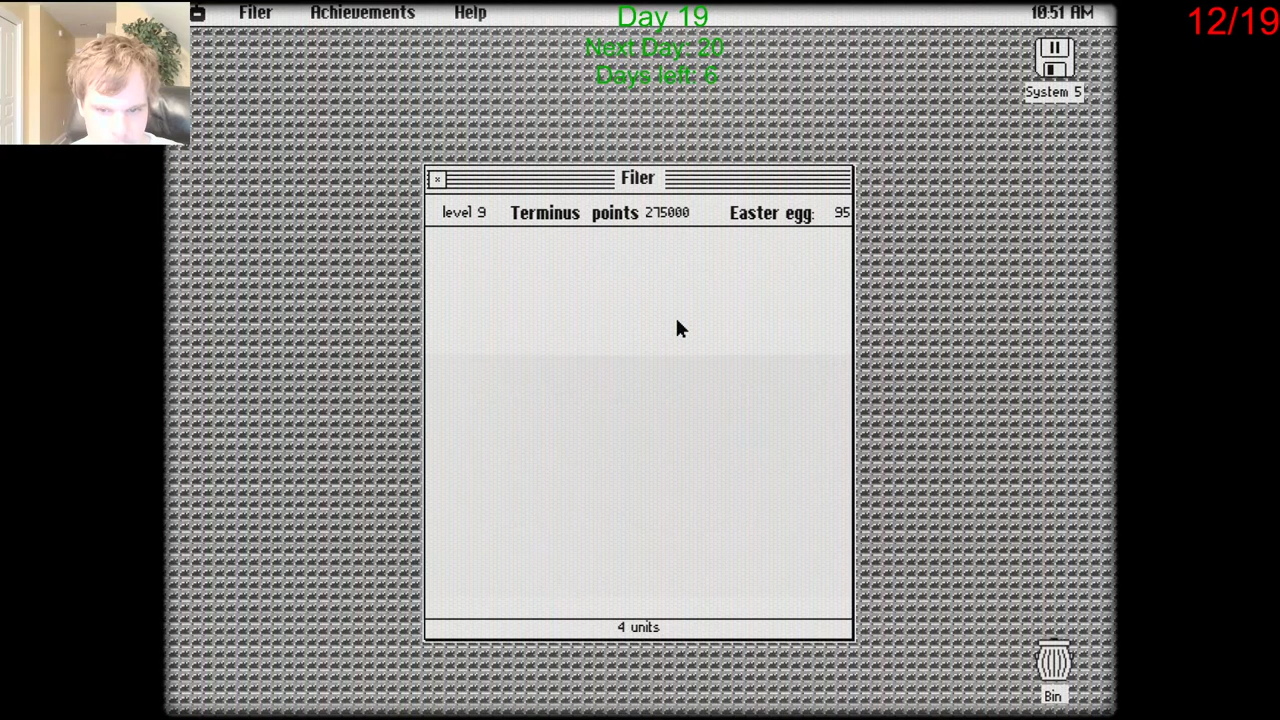 Filer Achievements Help 10:51 AM
Day 19
12/19
Next Day: 20
Days left: 6
System 5
Filer
level 9 Terminus points 275000 Easter egg: 95
4 units
Bin